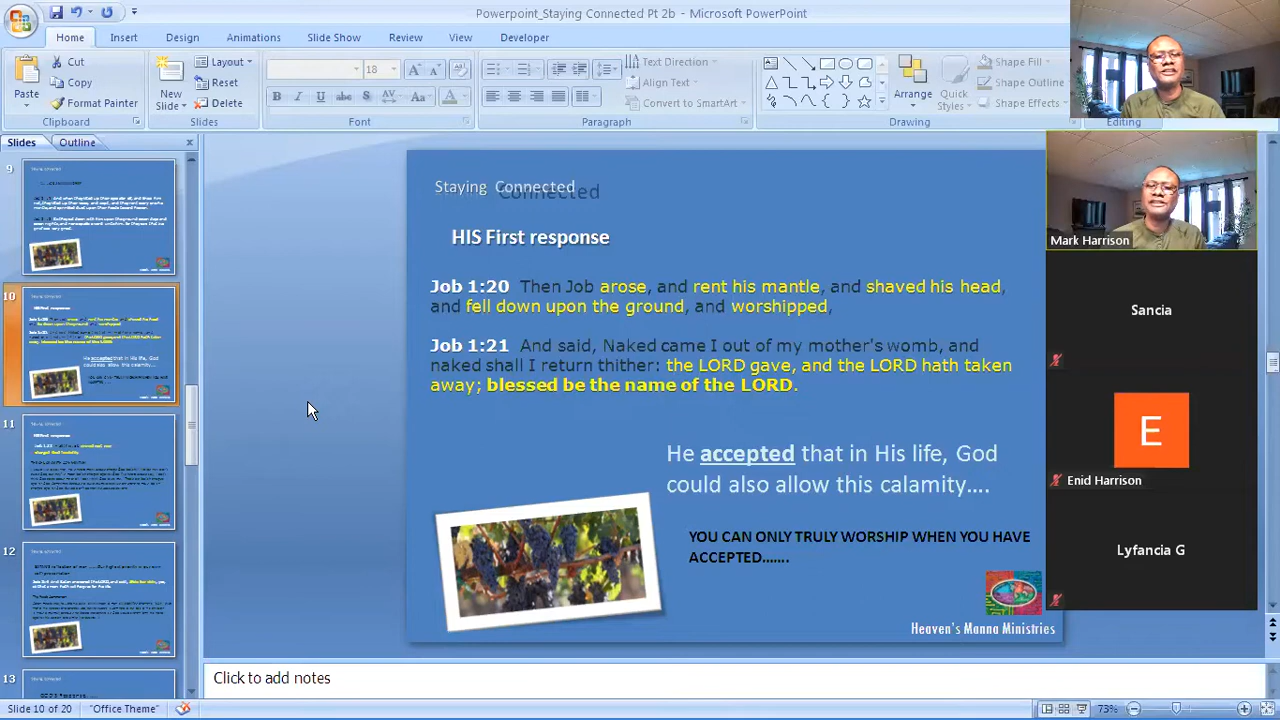 Powerpoint_Staying Connected Pt 2b - Microsoft PowerPoint
Home Insert Design Animations Slide Show Review View Developer
Paste
Cut
Copy
Format Painter
Clipboard
New
Slide
Layout
Reset
Delete
Slides
18
Font
Text Direction
Align Text
Convert to SmartArt
Paragraph
Arrange
Quick
Styles
Shape Fill
Shape Outline
Shape Effects
Drawing
Editing
Slides Outline
9
10
11
12
13
Staying Connected
HIS First response
Job 1:20 Then Job arose, and rent his mantle, and shaved his head,
and fell down upon the ground, and worshipped,
Job 1:21 And said, Naked came I out of my mother's womb, and
naked shall I return thither: the LORD gave, and the LORD hath taken
away; blessed be the name of the LORD.
He accepted that in His life, God
could also allow this calamity....
YOU CAN ONLY TRULY WORSHIP WHEN YOU HAVE
ACCEPTED.......
Heaven's Manna Ministries
Mark Harrison
Sancia
E
Enid Harrison
Lyfancia G
Click to add notes
Slide 10 of 20
"Office Theme"
73%